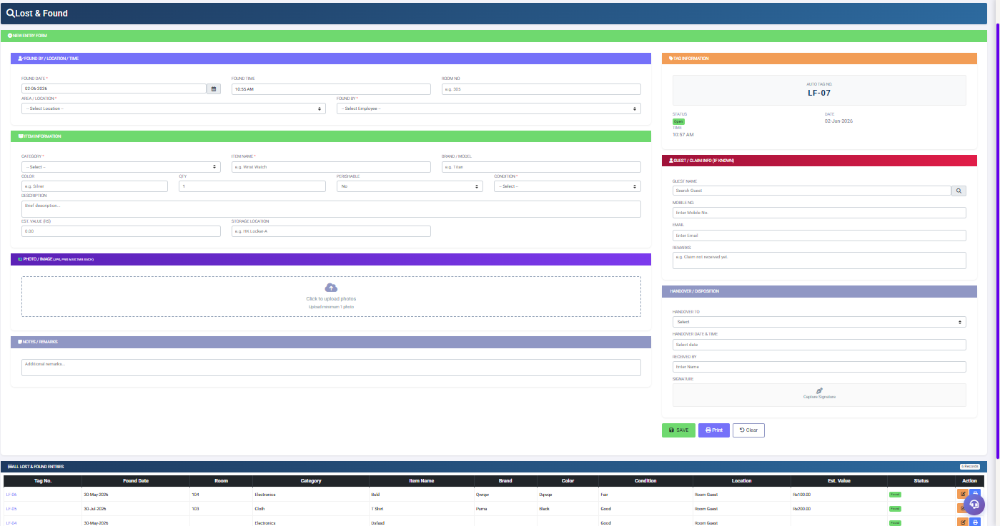 Lost & Found
NEW ENTRY FORM
FOUND BY / LOCATION / TIME
FOUND DATE *
FOUND TIME
ROOM NO
02-06-2026
10:55 AM
e.g. 305
AREA / LOCATION *
FOUND BY *
-- Select Location --
-- Select Employee --
ITEM INFORMATION
CATEGORY *
ITEM NAME *
BRAND / MODEL
-- Select --
e.g. Wrist Watch
e.g. Titan
COLOR
QTY
PERISHABLE
CONDITION *
e.g. Silver
1
No
-- Select --
DESCRIPTION
Brief description...
EST. VALUE (RS)
STORAGE LOCATION
0.00
e.g. HK Locker-A
PHOTO / IMAGE (JPG, PNG MAX 2MB EACH)
Click to upload photos
Upload minimum 1 photo
NOTES / REMARKS
Additional remarks...
TAG INFORMATION
AUTO TAG NO.
LF-07
STATUS
DATE
Open
02-Jun-2026
TIME
10:57 AM
GUEST / CLAIM INFO (IF KNOWN)
GUEST NAME
Search Guest
MOBILE NO.
Enter Mobile No.
EMAIL
Enter Email
REMARKS
e.g. Claim not received yet.
HANDOVER / DISPOSITION
HANDOVER TO
Select
HANDOVER DATE & TIME
Select date
RECEIVED BY
Enter Name
SIGNATURE
Capture Signature
SAVE
Print
Clear
ALL LOST & FOUND ENTRIES
6 Records
Tag No. Found Date Room Category Item Name Brand Color Condition Location Est. Value Status Action
LF-06 30-May-2026 104 Electronics Buld Qwrqw Dqwqe Fair Room Guest Rs100.00 Found
LF-05 30-Jul-2026 103 Cloth T Shirt Puma Black Good Room Guest Rs200.00 Found
LF-04 30-May-2026 Electronics Good Room Guest Found